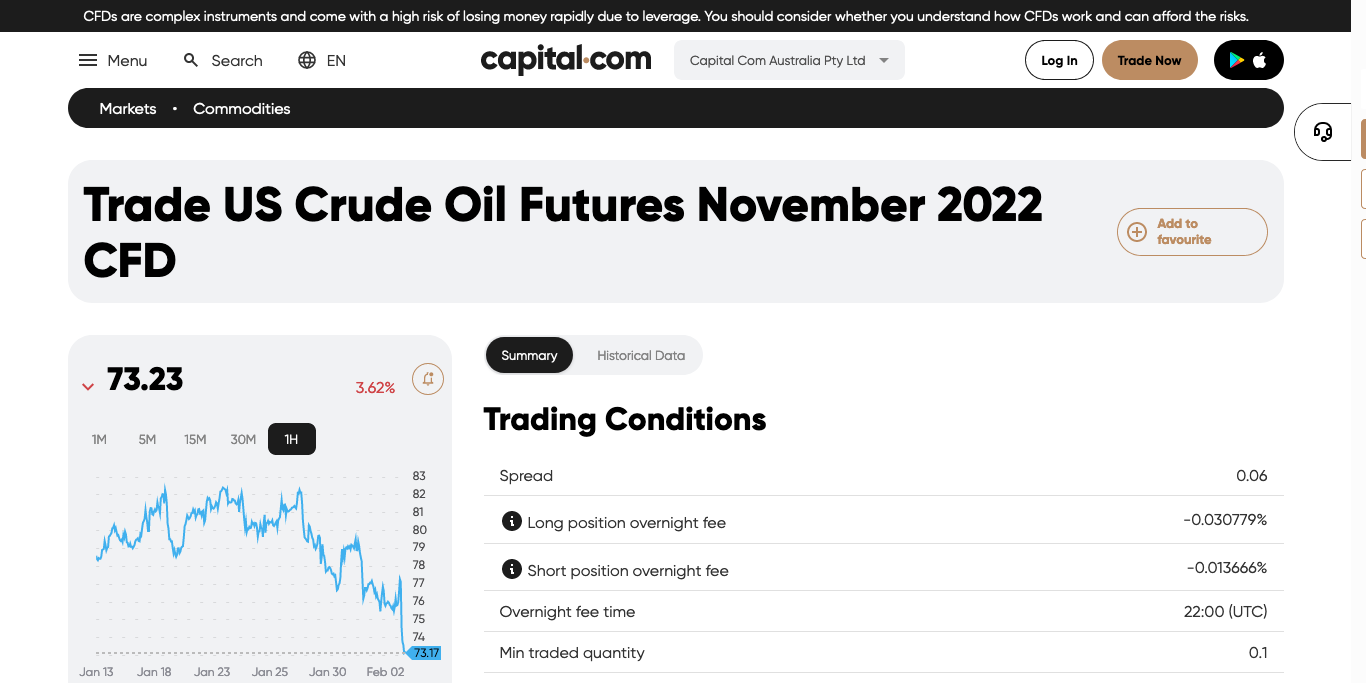 CFDs are complex instruments and come with a high risk of losing money rapidly due to leverage. You should consider whether you understand how CFDs work and can afford the risks.
Menu Search EN capital.com Capital Com Australia Pty Ltd Log In Trade Now
Markets • Commodities
Trade US Crude Oil Futures November 2022
CFD
Add to
favourite
73.23 3.62%
1M 5M 15M 30M 1H
83
82
81
80
79
78
77
76
75
74
73.17
Jan 13 Jan 18 Jan 23 Jan 25 Jan 30 Feb 02
Summary Historical Data
Trading Conditions
Spread 0.06
Long position overnight fee -0.030779%
Short position overnight fee -0.013666%
Overnight fee time 22:00 (UTC)
Min traded quantity 0.1